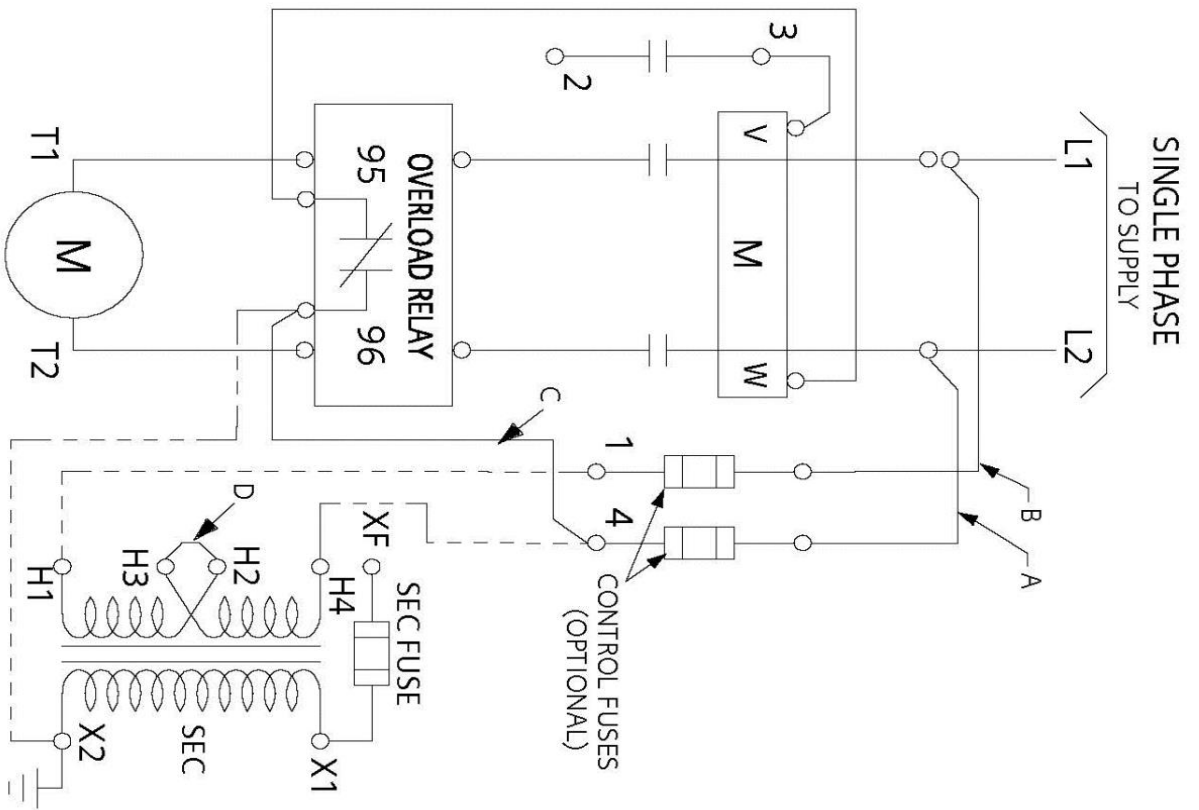 SINGLE PHASE
TO SUPPLY
L1
L2
B
A
3
2
V
M
W
1
4
CONTROL FUSES
(OPTIONAL)
C
OVERLOAD RELAY
95
96
T1
T2
M
D
XF
SEC FUSE
H1
H3
H2
H4
SEC
X2
X1